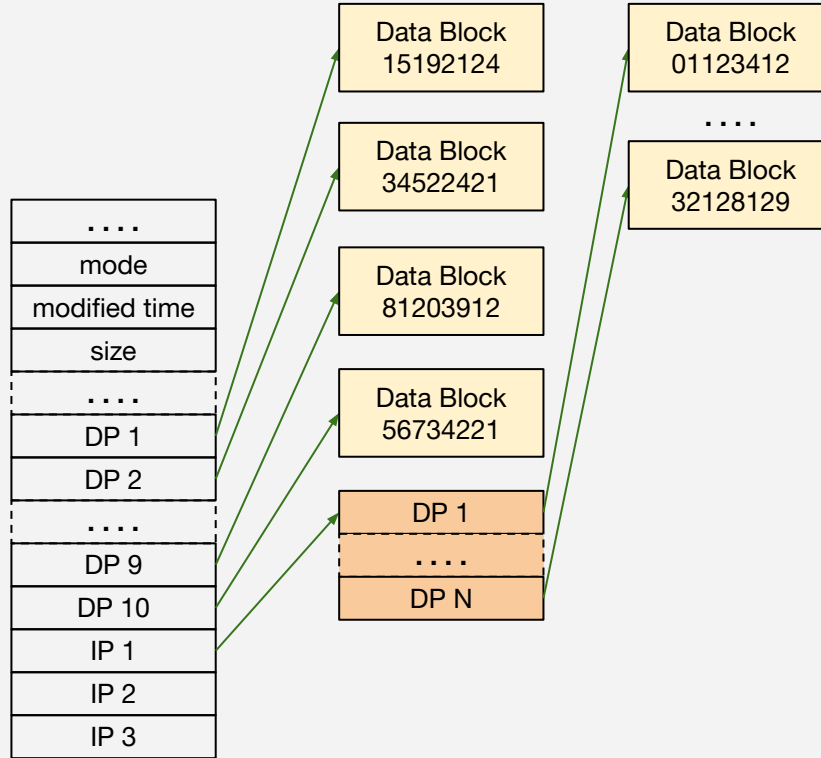 . . . .
mode
modified time
size
. . . .
DP 1
DP 2
. . . .
DP 9
DP 10
IP 1
IP 2
IP 3
Data Block
15192124
Data Block
34522421
Data Block
81203912
Data Block
56734221
DP 1
. . . .
DP N
Data Block
01123412
. . . .
Data Block
32128129